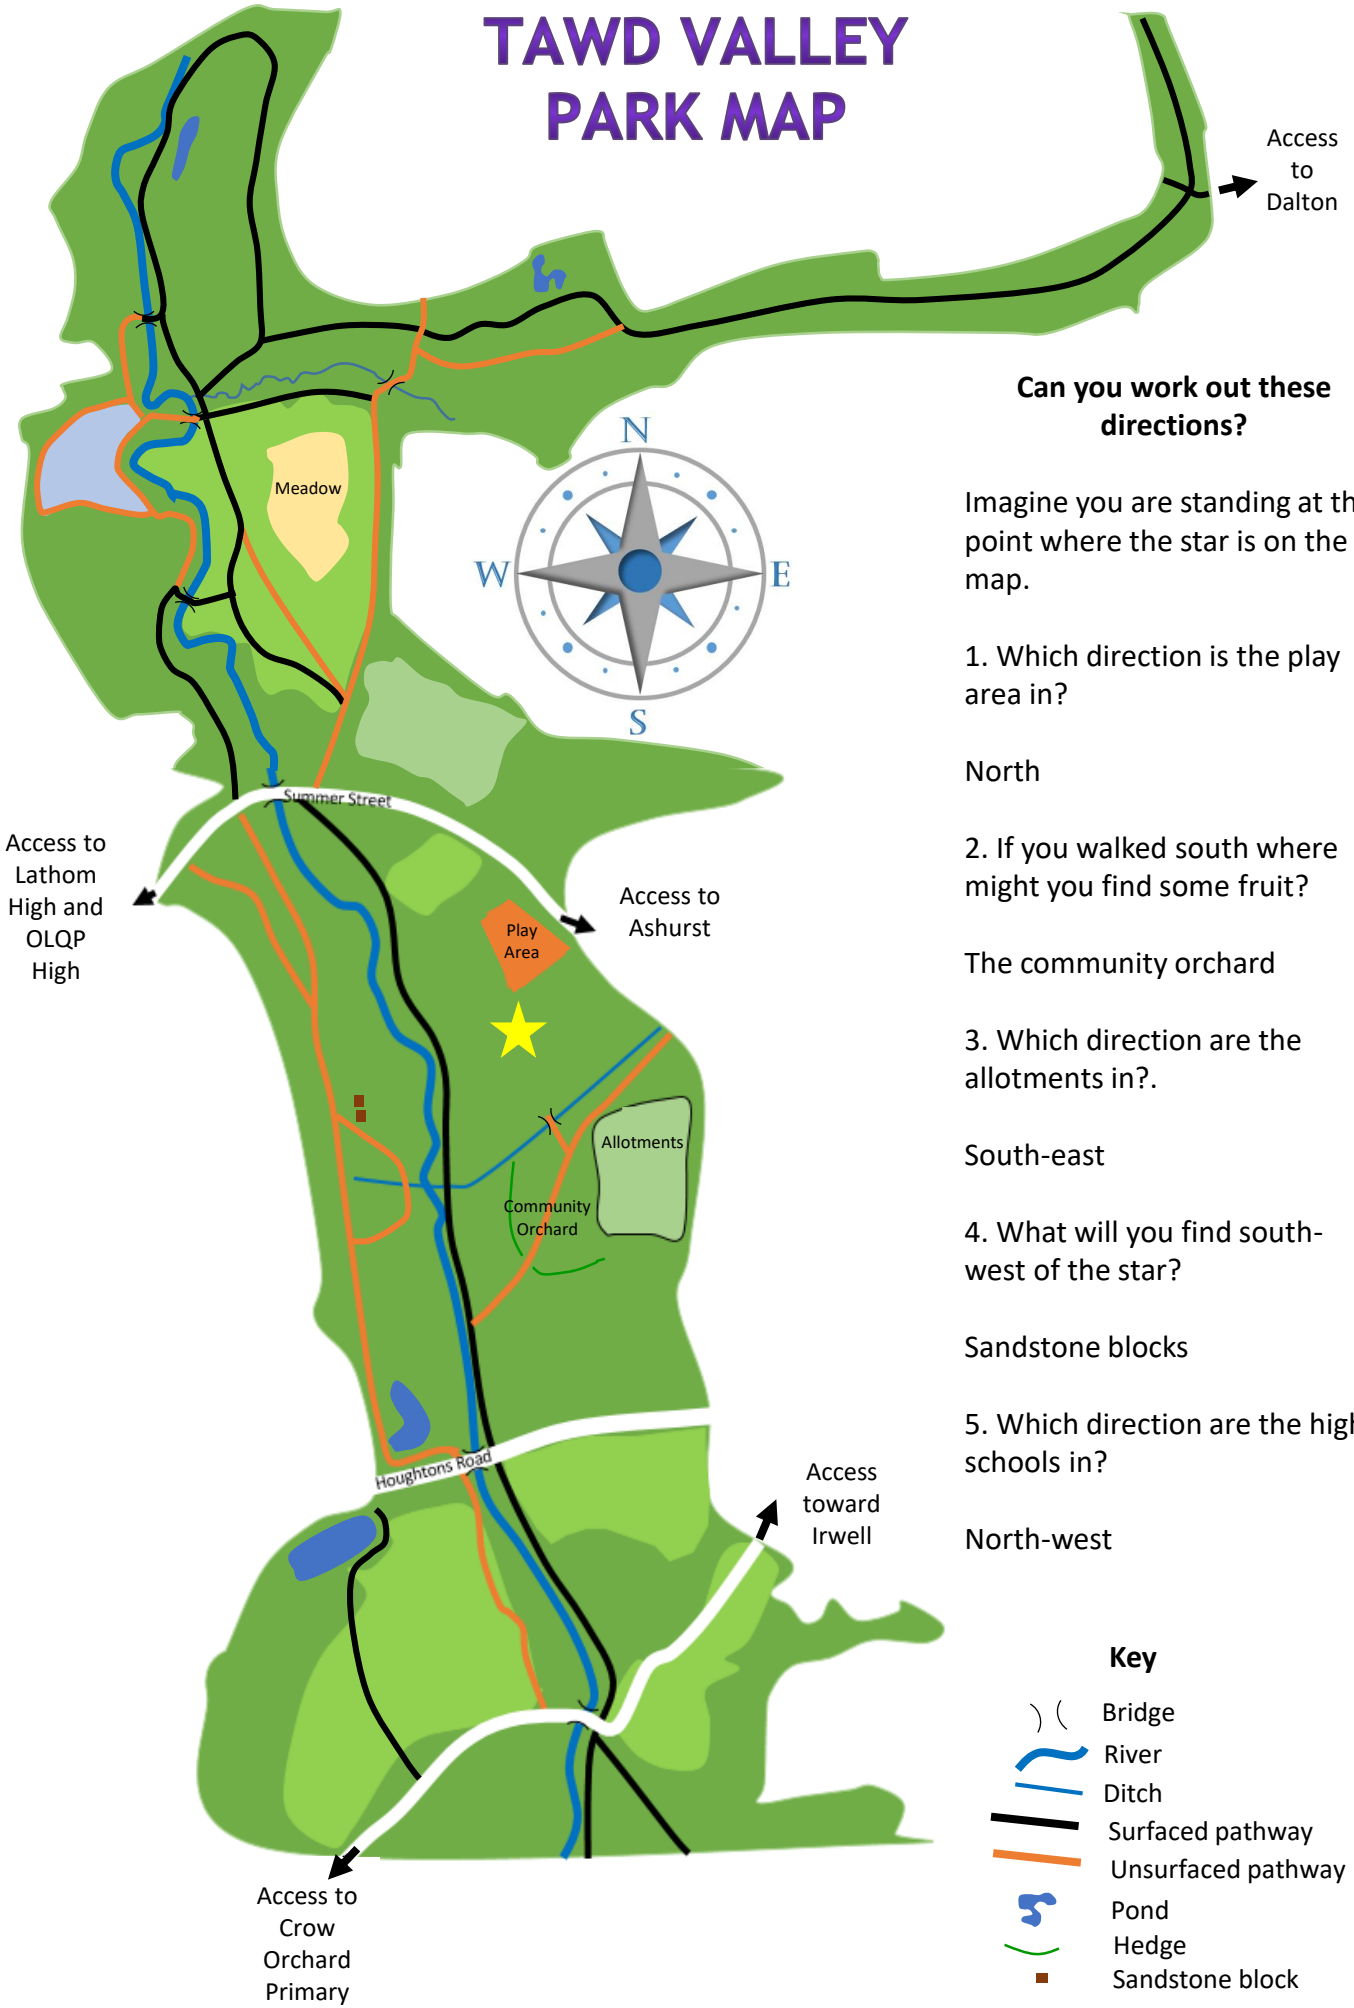 TAWD VALLEY
PARK MAP
Access
to
Dalton
Can you work out these
directions?
Imagine you are standing at th
point where the star is on the
map.
1. Which direction is the play
area in?
North
2. If you walked south where
might you find some fruit?
The community orchard
3. Which direction are the
allotments in?.
South-east
4. What will you find south-
west of the star?
Sandstone blocks
5. Which direction are the high
schools in?
North-west
N
W
E
S
Meadow
Summer Street
Access to
Lathom
High and
OLQP
High
Access to
Ashurst
Play
Area
Allotments
Community
Orchard
Houghtons Road
Access
toward
Irwell
Access to
Crow
Orchard
Primary
Key
Bridge
River
Ditch
Surfaced pathway
Unsurfaced pathway
Pond
Hedge
Sandstone block